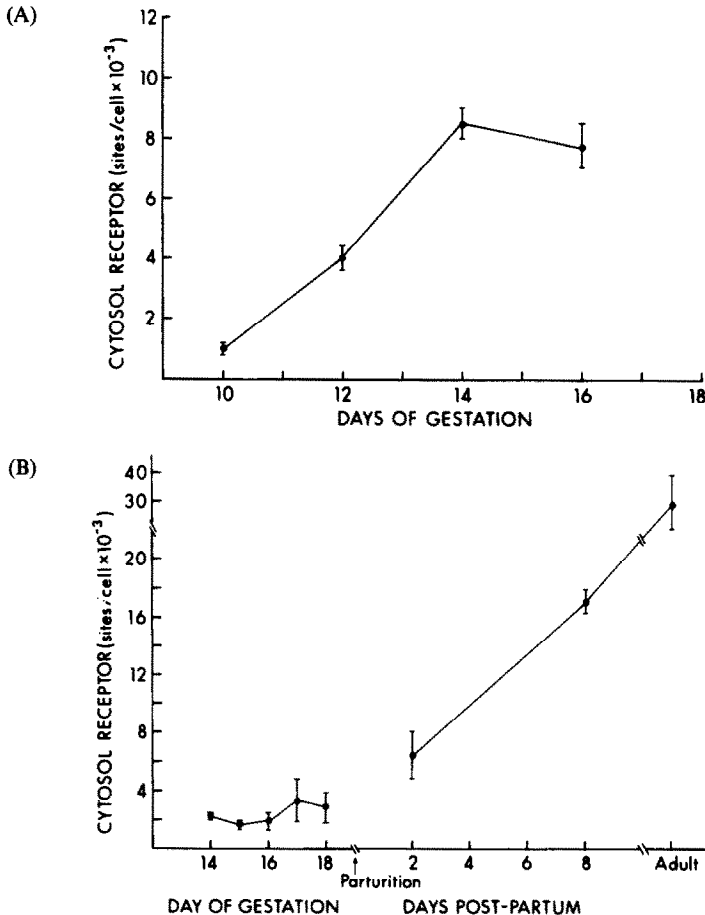 (A)
CYTOSOL RECEPTOR (sites/cell×10⁻³)
12
10
8
6
4
2
10 12 14 16 18
DAYS OF GESTATION
(B)
CYTOSOL RECEPTOR (sites/cell×10⁻³)
40
30
20
16
12
8
4
14 16 18 2 8 Adult
Parturition
DAY OF GESTATION DAYS POST-PARTUM